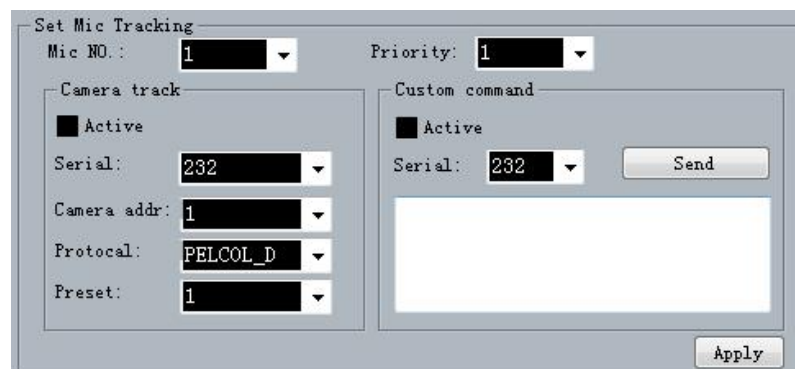 Set Mic Tracking
Mic NO.: 1 Priority: 1
Camera track
Active
Serial: 232
Camera addr: 1
Protocal: PELCOL_D
Preset: 1
Custom command
Active
Serial: 232 Send
Apply